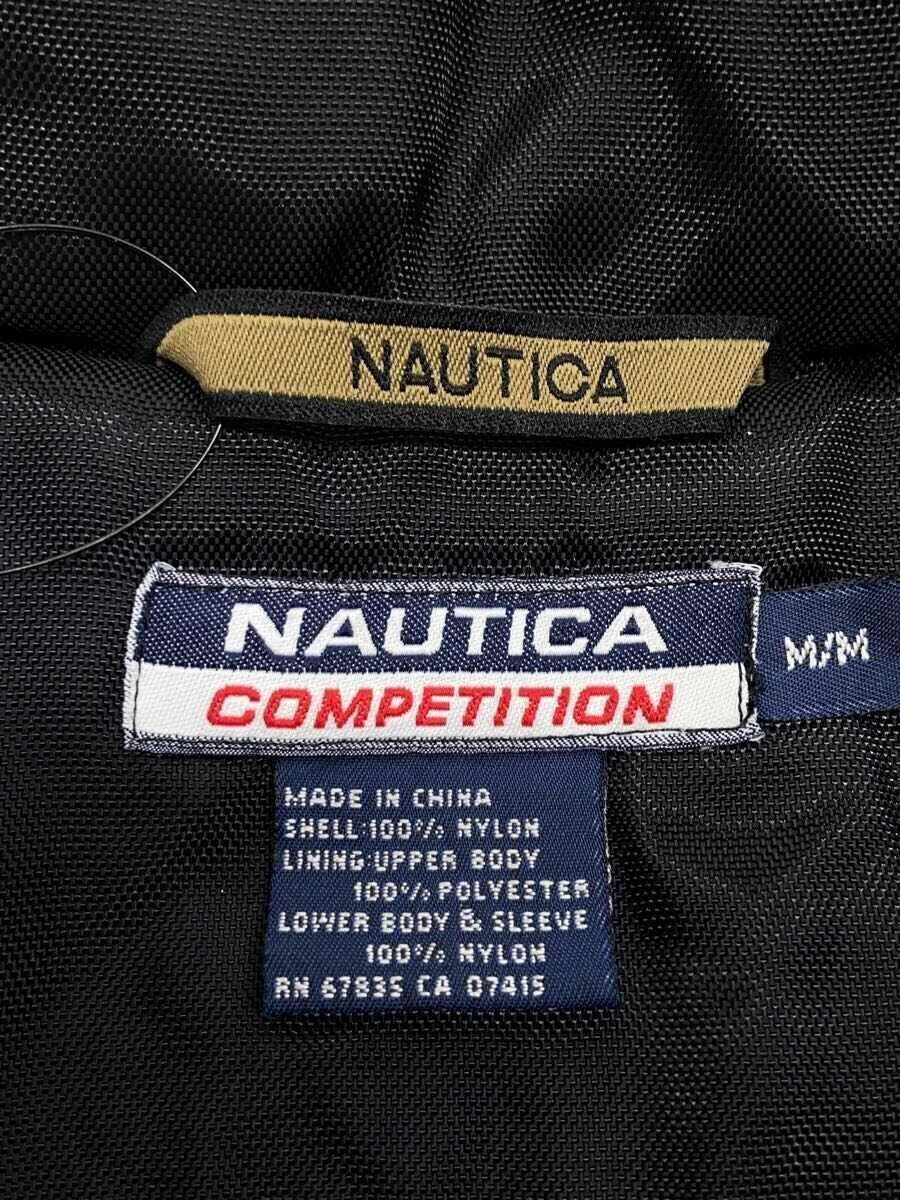 NAUTICA
NAUTICA
COMPETITION
M/M
MADE IN CHINA
SHELL:100% NYLON
LINING:UPPER BODY
100% POLYESTER
LOWER BODY & SLEEVE
100% NYLON
RN 67835 CA 07415